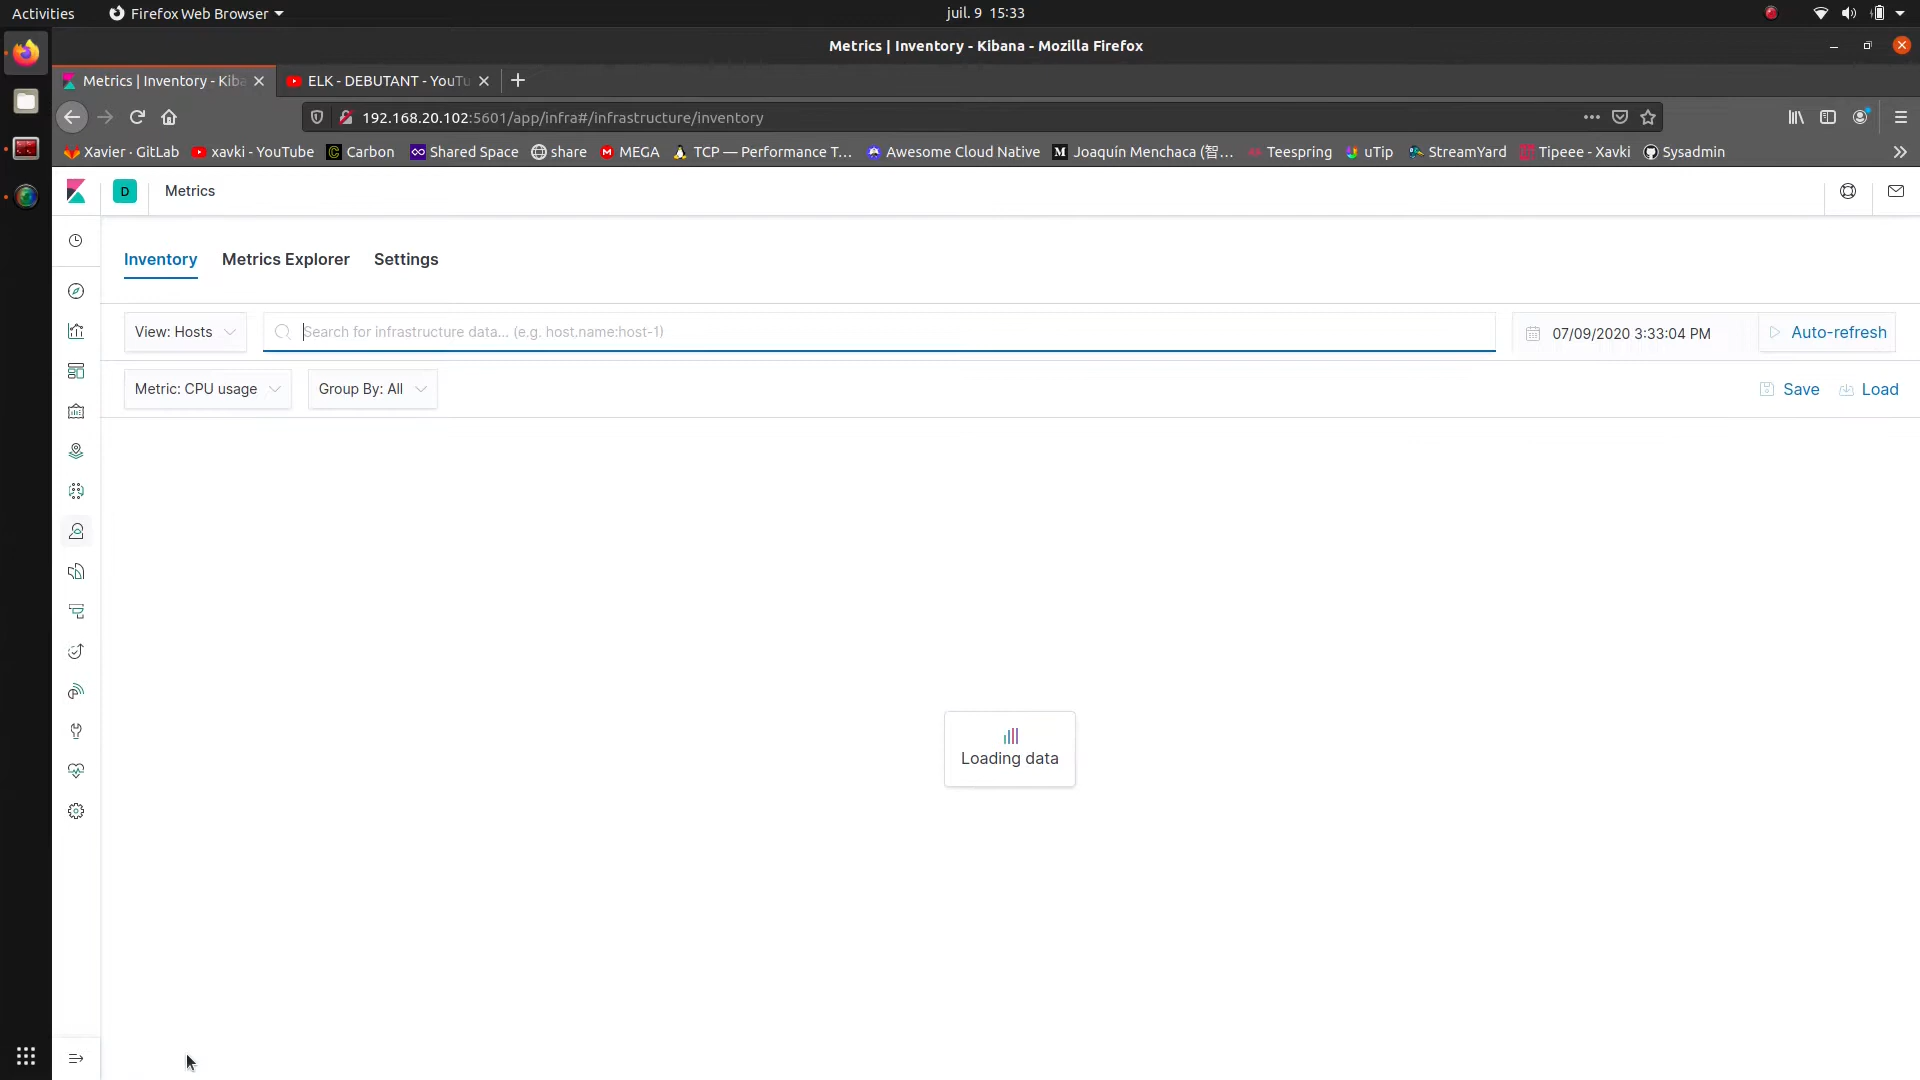 Activities
Firefox Web Browser
juil. 9 15:33
Metrics | Inventory - Kibana - Mozilla Firefox
Metrics | Inventory - Kiba
ELK - DEBUTANT - YouTu
192.168.20.102:5601/app/infra#/infrastructure/inventory
Xavier · GitLab
xavki - YouTube
Carbon
Shared Space
share
MEGA
TCP — Performance T…
Awesome Cloud Native
Joaquín Menchaca (智…
Teespring
uTip
StreamYard
Tipeee - Xavki
Sysadmin
D
Metrics
Inventory
Metrics Explorer
Settings
View: Hosts
Search for infrastructure data… (e.g. host.name:host-1)
07/09/2020 3:33:04 PM
Auto-refresh
Metric: CPU usage
Group By: All
Save
Load
Loading data